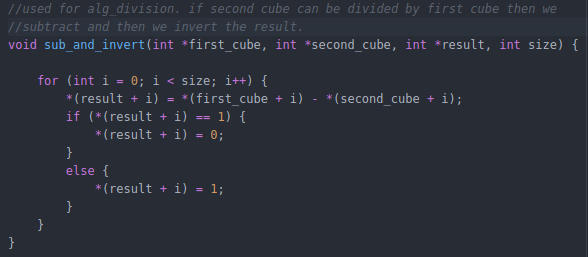 //used for alg_division. if second cube can be divided by first cube then we
//subtract and then we invert the result.
void sub_and_invert(int *first_cube, int *second_cube, int *result, int size) {
    for (int i = 0; i < size; i++) {
        *(result + i) = *(first_cube + i) - *(second_cube + i);
        if (*(result + i) == 1) {
            *(result + i) = 0;
        }
        else {
            *(result + i) = 1;
        }
    }
}